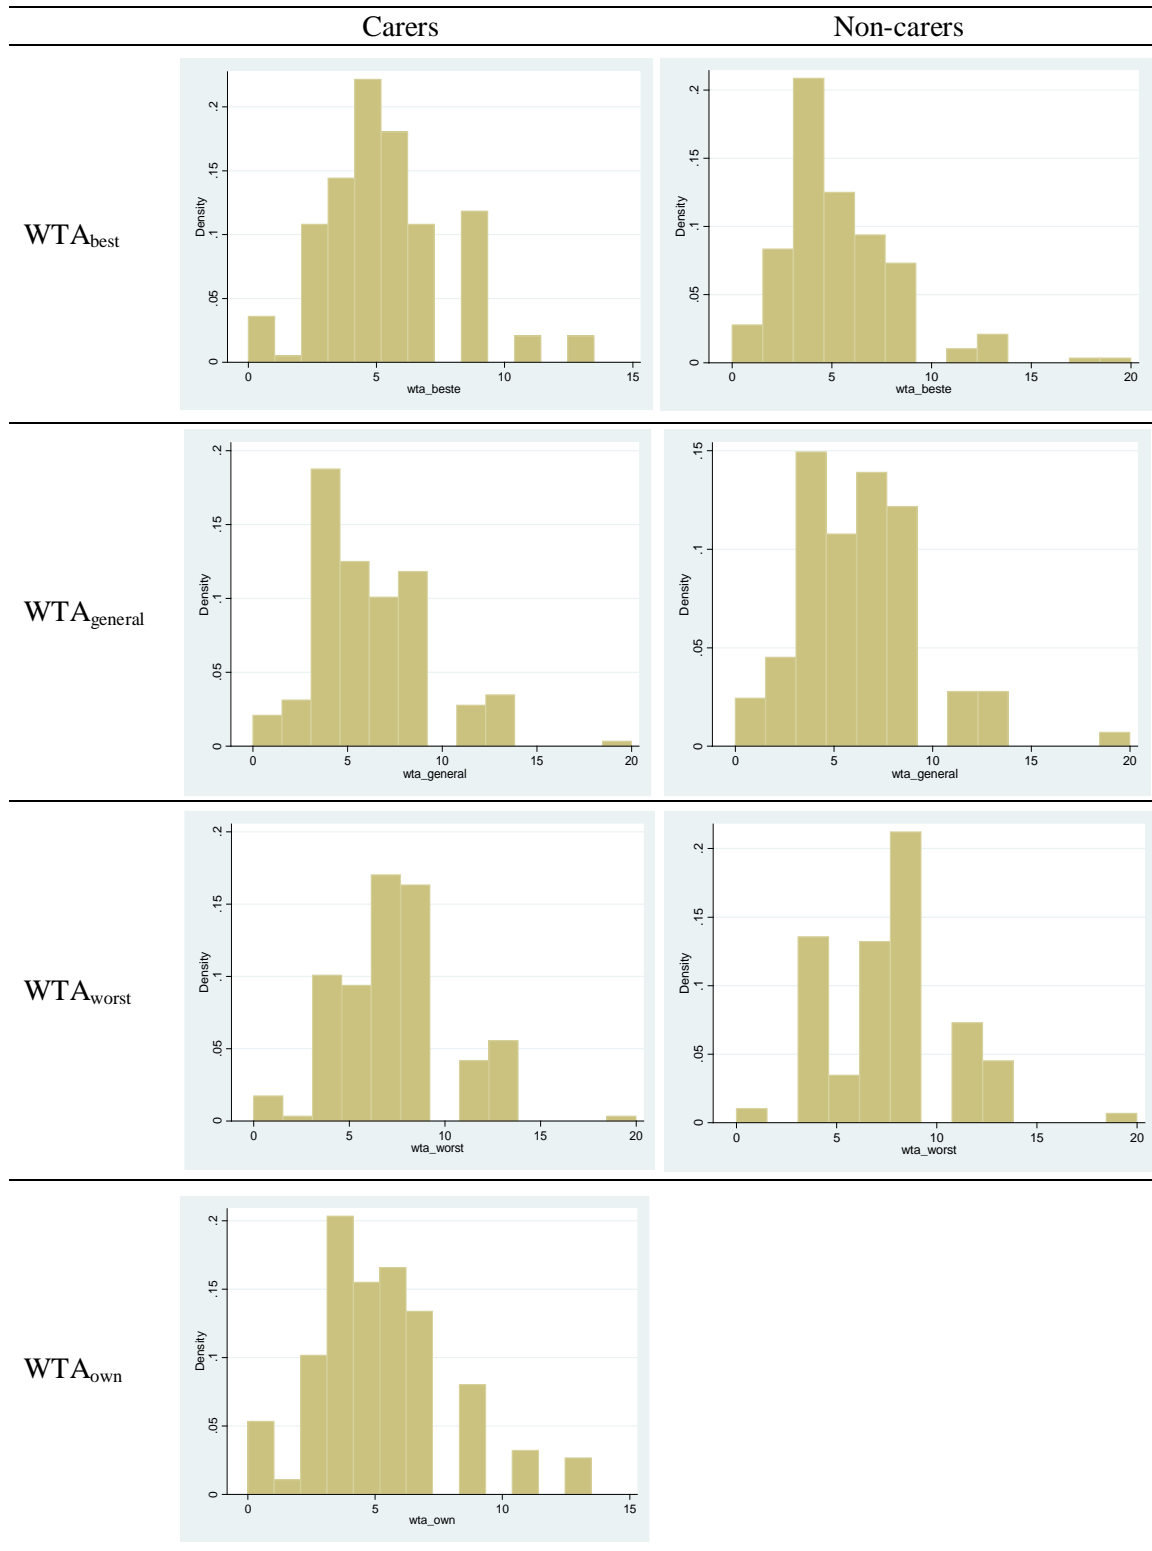 Carers Non-carers
WTAbest
Density
0 .05 .1 .15 .2
0 5 10 15
wta_beste
Density
0 .05 .1 .15 .2
0 5 10 15 20
wta_beste
WTAgeneral
Density
0 .05 .1 .15 .2
0 5 10 15 20
wta_general
Density
0 .05 .1 .15
0 5 10 15 20
wta_general
WTAworst
Density
0 .05 .1 .15 .2
0 5 10 15 20
wta_worst
Density
0 .05 .1 .15 .2
0 5 10 15 20
wta_worst
WTAown
Density
0 .05 .1 .15 .2
0 5 10 15
wta_own